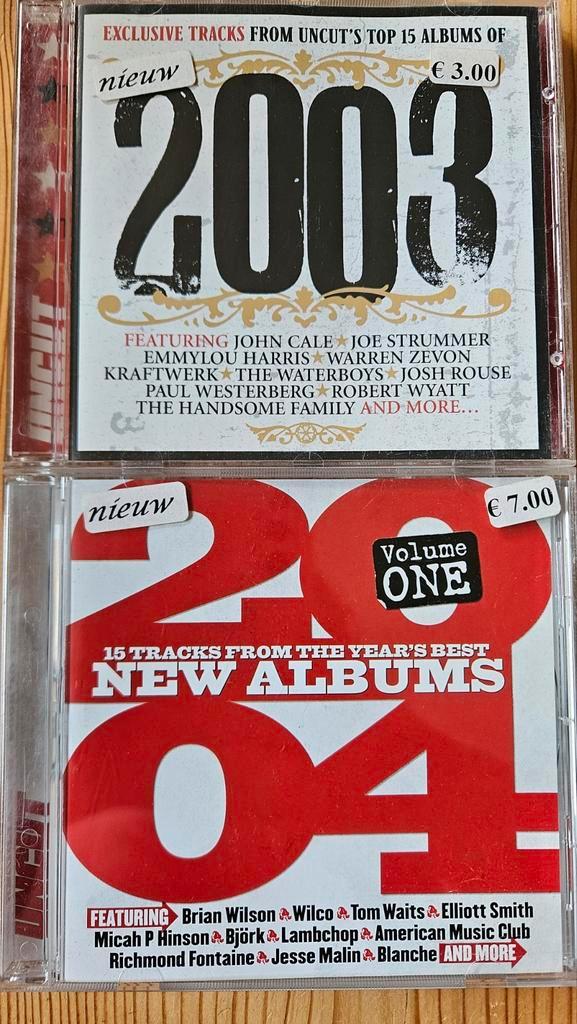 EXCLUSIVE TRACKS FROM UNCUT'S TOP 15 ALBUMS OF
nieuw
€ 3.00
2003
FEATURING JOHN CALE★JOE STRUMMER
EMMYLOU HARRIS★WARREN ZEVON
KRAFTWERK★THE WATERBOYS★JOSH ROUSE
PAUL WESTERBERG★ROBERT WYATT
THE HANDSOME FAMILY AND MORE...
UNCUT
nieuw
€ 7.00
20
Volume
ONE
15 TRACKS FROM THE YEAR'S BEST
NEW ALBUMS
04
FEATURING Brian Wilson Wilco Tom Waits Elliott Smith
Micah P Hinson Björk Lambchop American Music Club
Richmond Fontaine Jesse Malin Blanche AND MORE
UNCUT